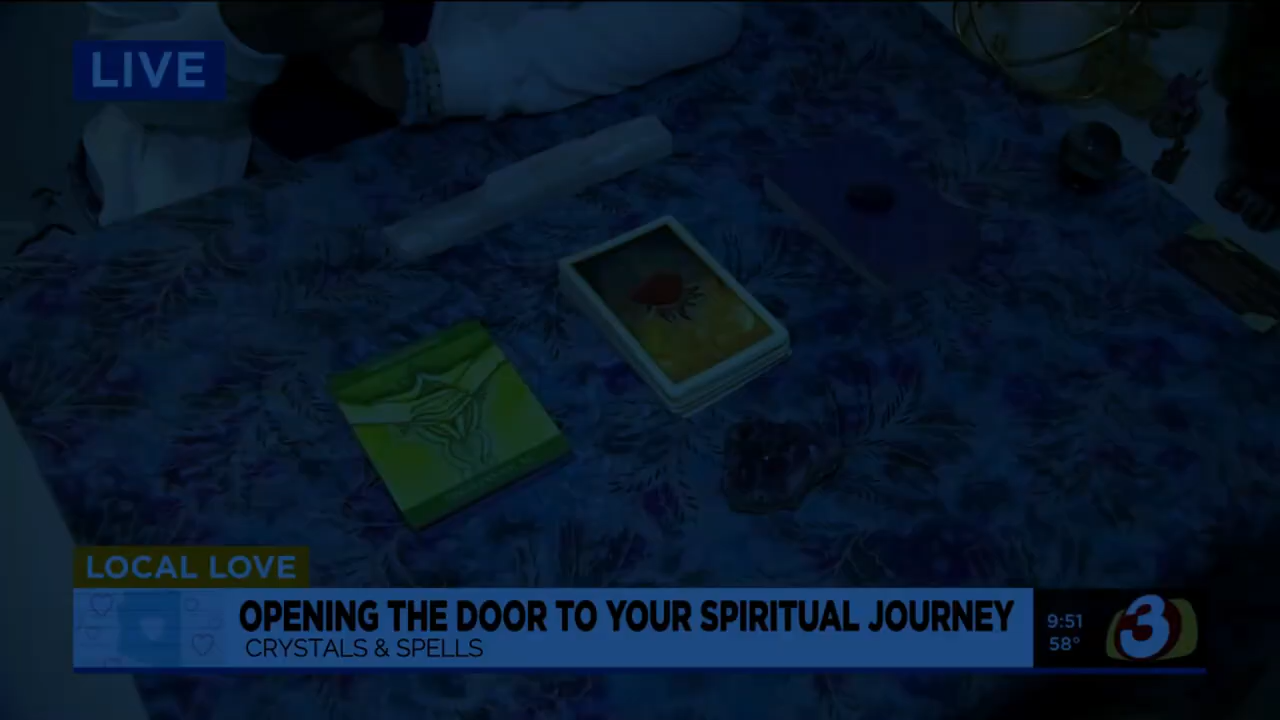 LIVE
LOCAL LOVE
OPENING THE DOOR TO YOUR SPIRITUAL JOURNEY
CRYSTALS & SPELLS
9:51
58°
3